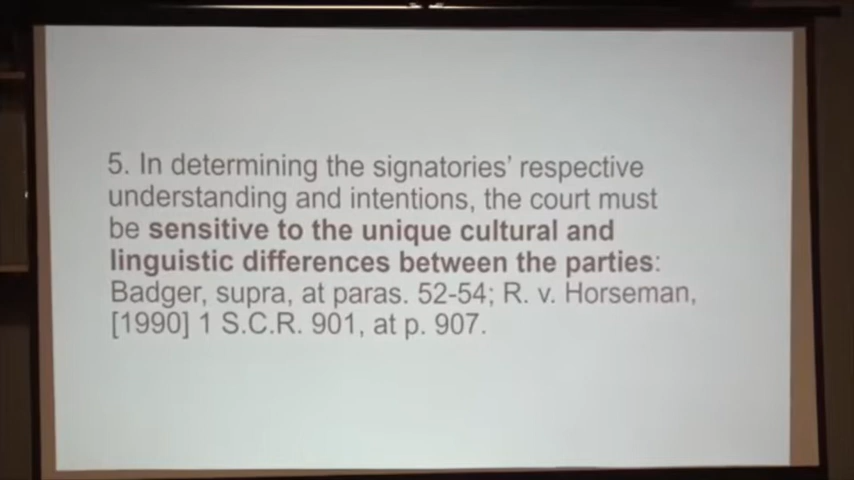 5. In determining the signatories’ respective
understanding and intentions, the court must
be sensitive to the unique cultural and
linguistic differences between the parties:
Badger, supra, at paras. 52-54; R. v. Horseman,
[1990] 1 S.C.R. 901, at p. 907.